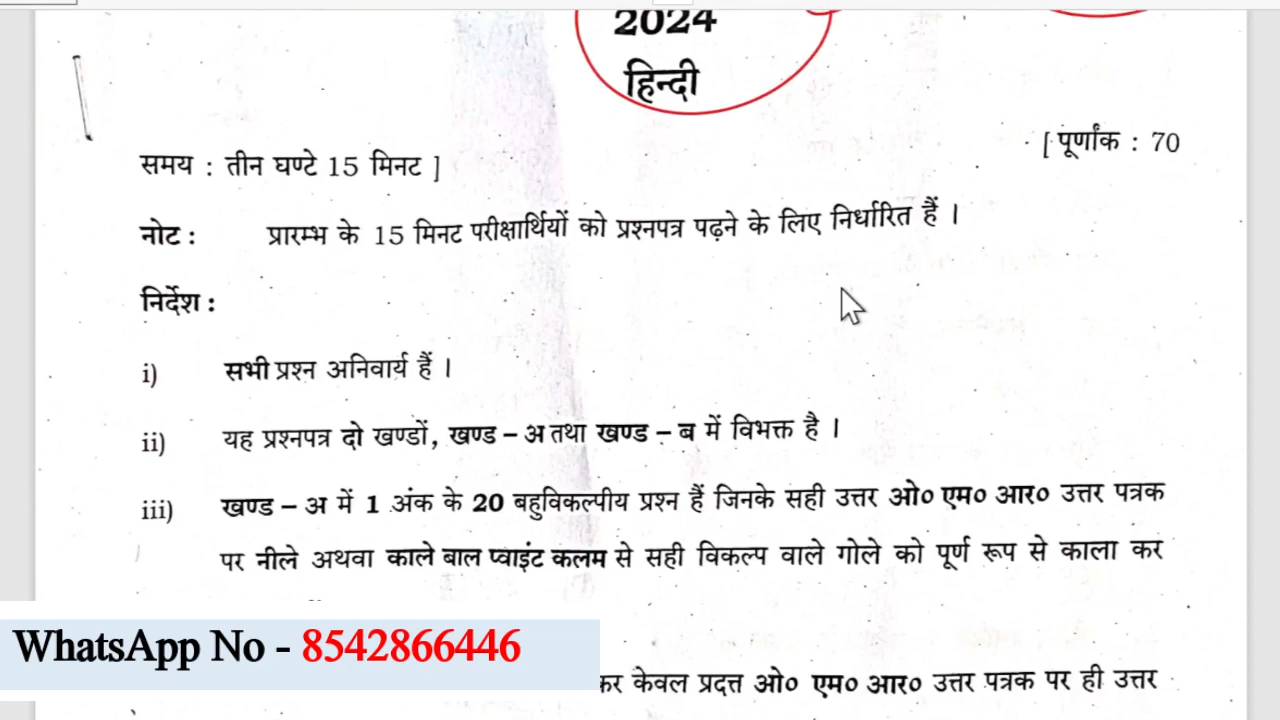 2024
हिन्दी
[ पूर्णांक : 70
समय : तीन घण्टे 15 मिनट ]
नोट : प्रारम्भ के 15 मिनट परीक्षार्थियों को प्रश्नपत्र पढ़ने के लिए निर्धारित हैं ।
निर्देश :
i) सभी प्रश्न अनिवार्य हैं ।
ii) यह प्रश्नपत्र दो खण्डों, खण्ड – अ तथा खण्ड – ब में विभक्त है ।
iii) खण्ड – अ में 1 अंक के 20 बहुविकल्पीय प्रश्न हैं जिनके सही उत्तर ओ० एम० आर० उत्तर पत्रक
पर नीले अथवा काले बाल प्वाइंट कलम से सही विकल्प वाले गोले को पूर्ण रूप से काला कर
WhatsApp No - 8542866446
कर केवल प्रदत्त ओ० एम० आर० उत्तर पत्रक पर ही उत्तर